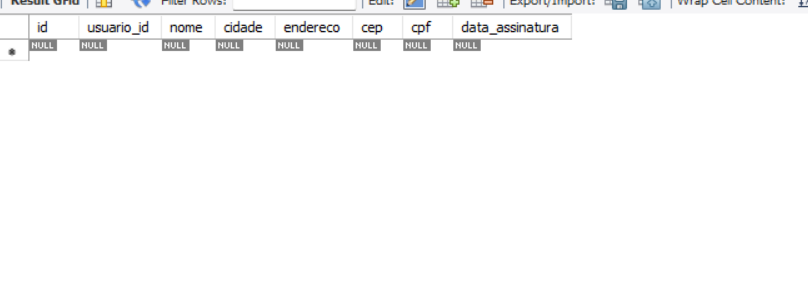 Result Grid | Filter Rows: | Edit: | Export/Import: | Wrap Cell Content:
id usuario_id nome cidade endereco cep cpf data_assinatura
NULL NULL NULL NULL NULL NULL NULL NULL